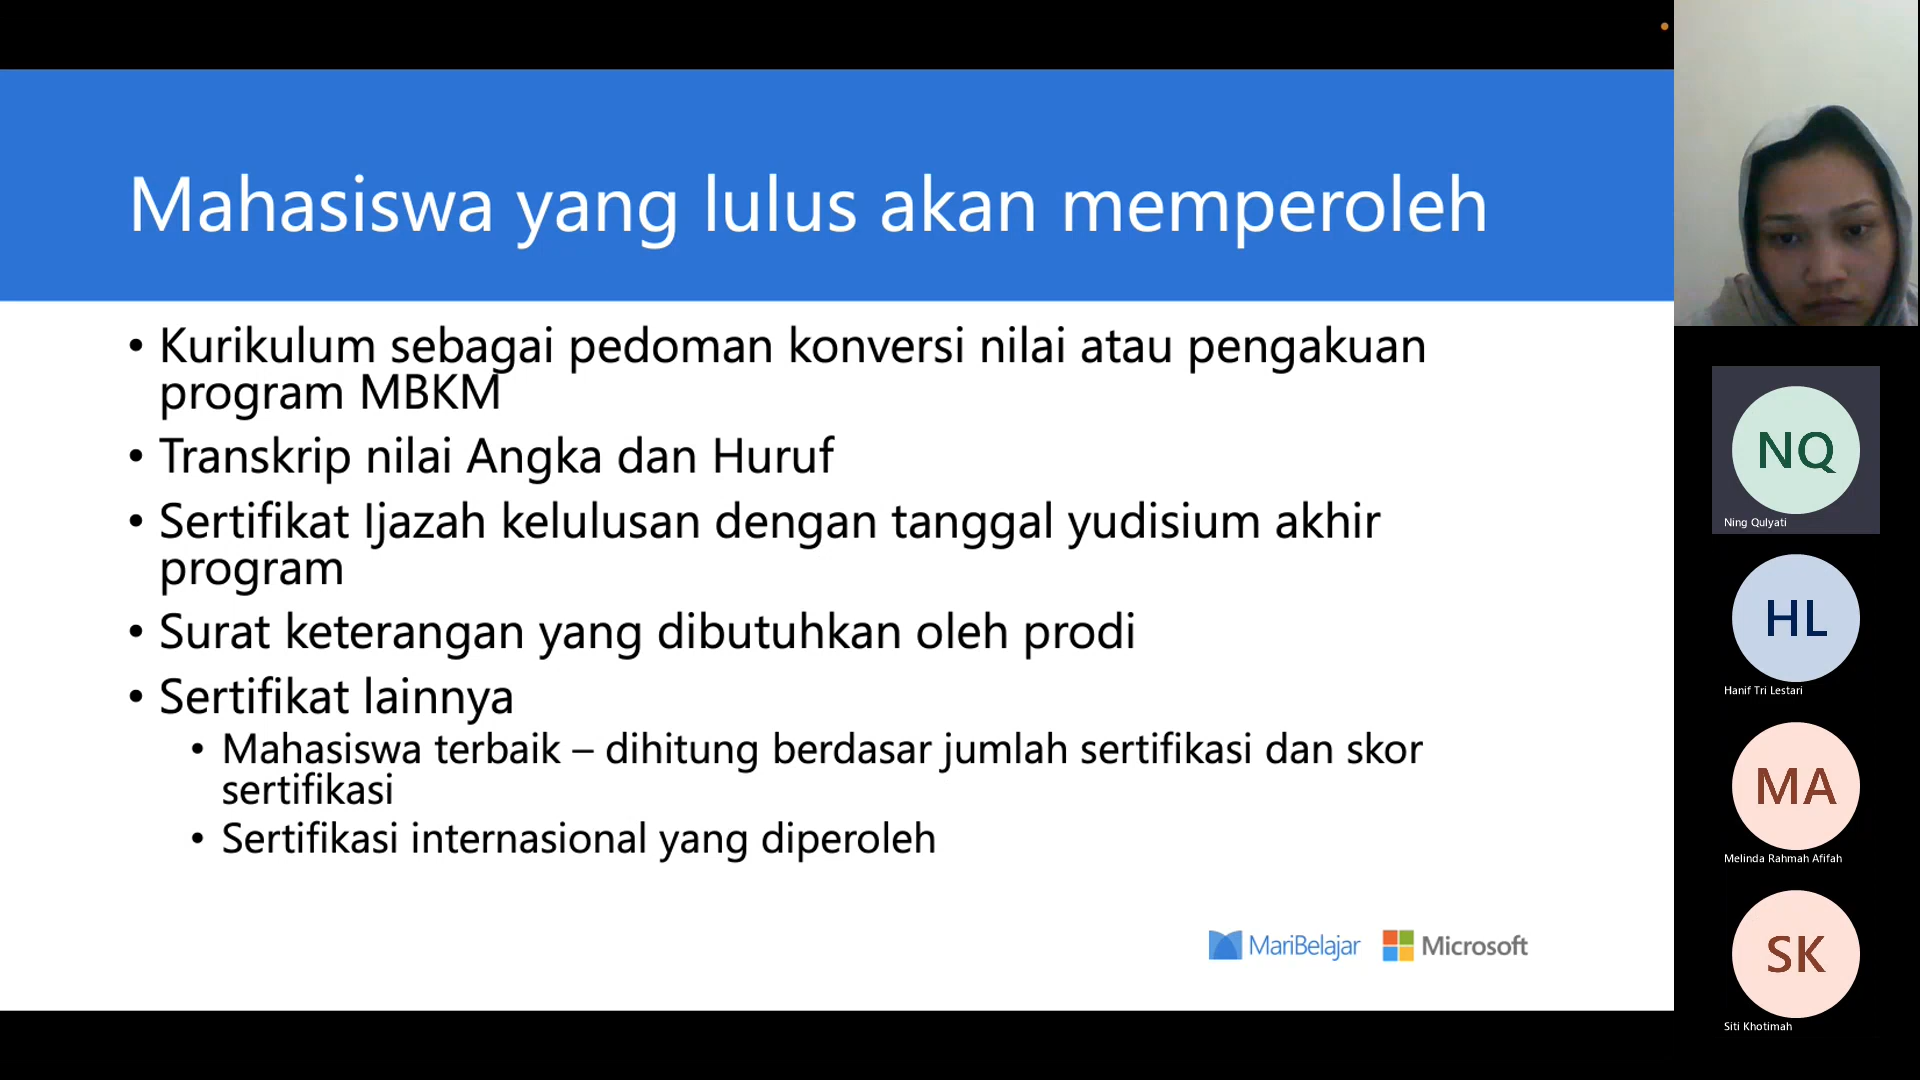 Mahasiswa yang lulus akan memperoleh
• Kurikulum sebagai pedoman konversi nilai atau pengakuan
program MBKM
• Transkrip nilai Angka dan Huruf
• Sertifikat Ijazah kelulusan dengan tanggal yudisium akhir
program
• Surat keterangan yang dibutuhkan oleh prodi
• Sertifikat lainnya
• Mahasiswa terbaik – dihitung berdasar jumlah sertifikasi dan skor
sertifikasi
• Sertifikasi internasional yang diperoleh
MariBelajar Microsoft
NQ
Ning Qulyati
HL
Hanif Tri Lestari
MA
Melinda Rahmah Afifah
SK
Siti Khotimah